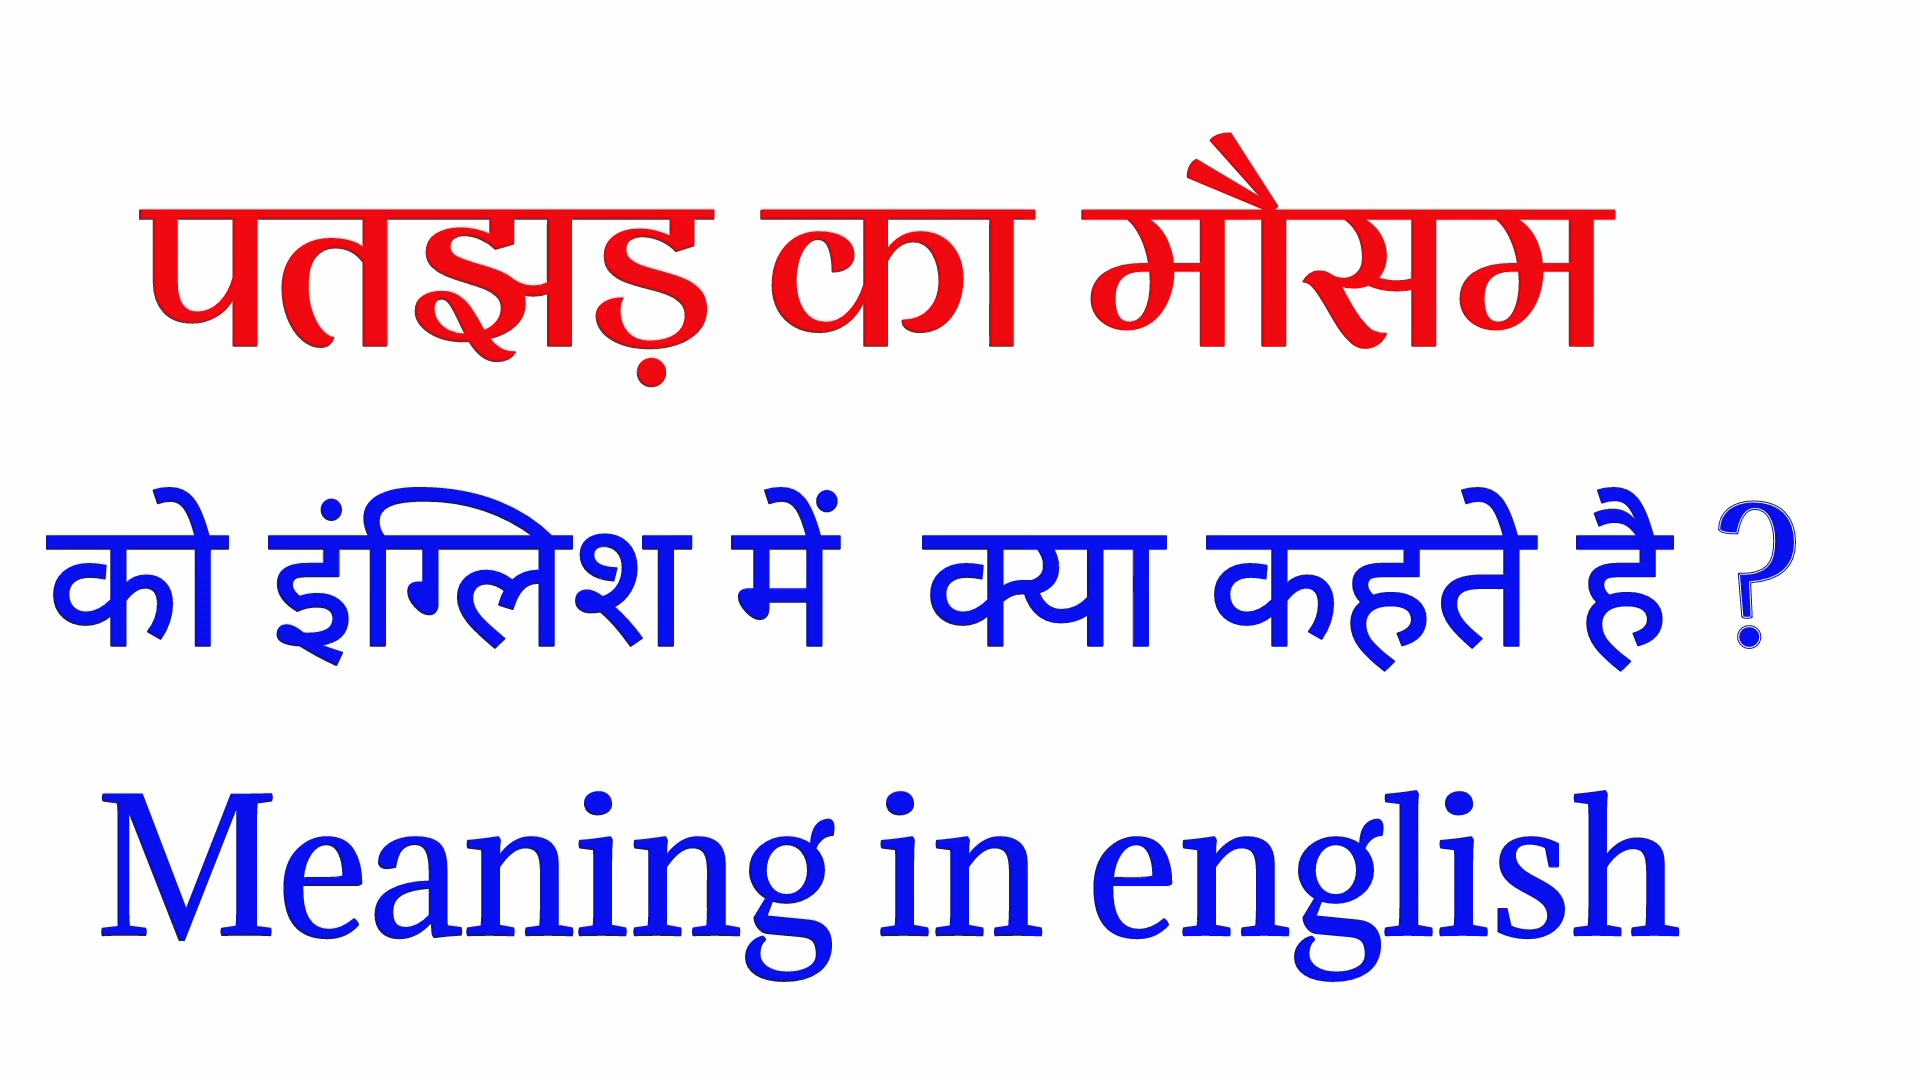 पतझड़ का मौसम
को इंग्लिश में क्या कहते है ?
Meaning in english